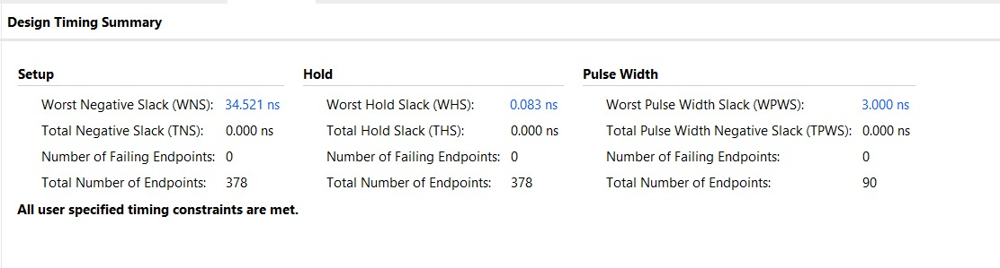 Design Timing Summary
Setup
Hold
Pulse Width
Worst Negative Slack (WNS): 34.521 ns
Worst Hold Slack (WHS): 0.083 ns
Worst Pulse Width Slack (WPWS): 3.000 ns
Total Negative Slack (TNS): 0.000 ns
Total Hold Slack (THS): 0.000 ns
Total Pulse Width Negative Slack (TPWS): 0.000 ns
Number of Failing Endpoints: 0
Number of Failing Endpoints: 0
Number of Failing Endpoints: 0
Total Number of Endpoints: 378
Total Number of Endpoints: 378
Total Number of Endpoints: 90
All user specified timing constraints are met.